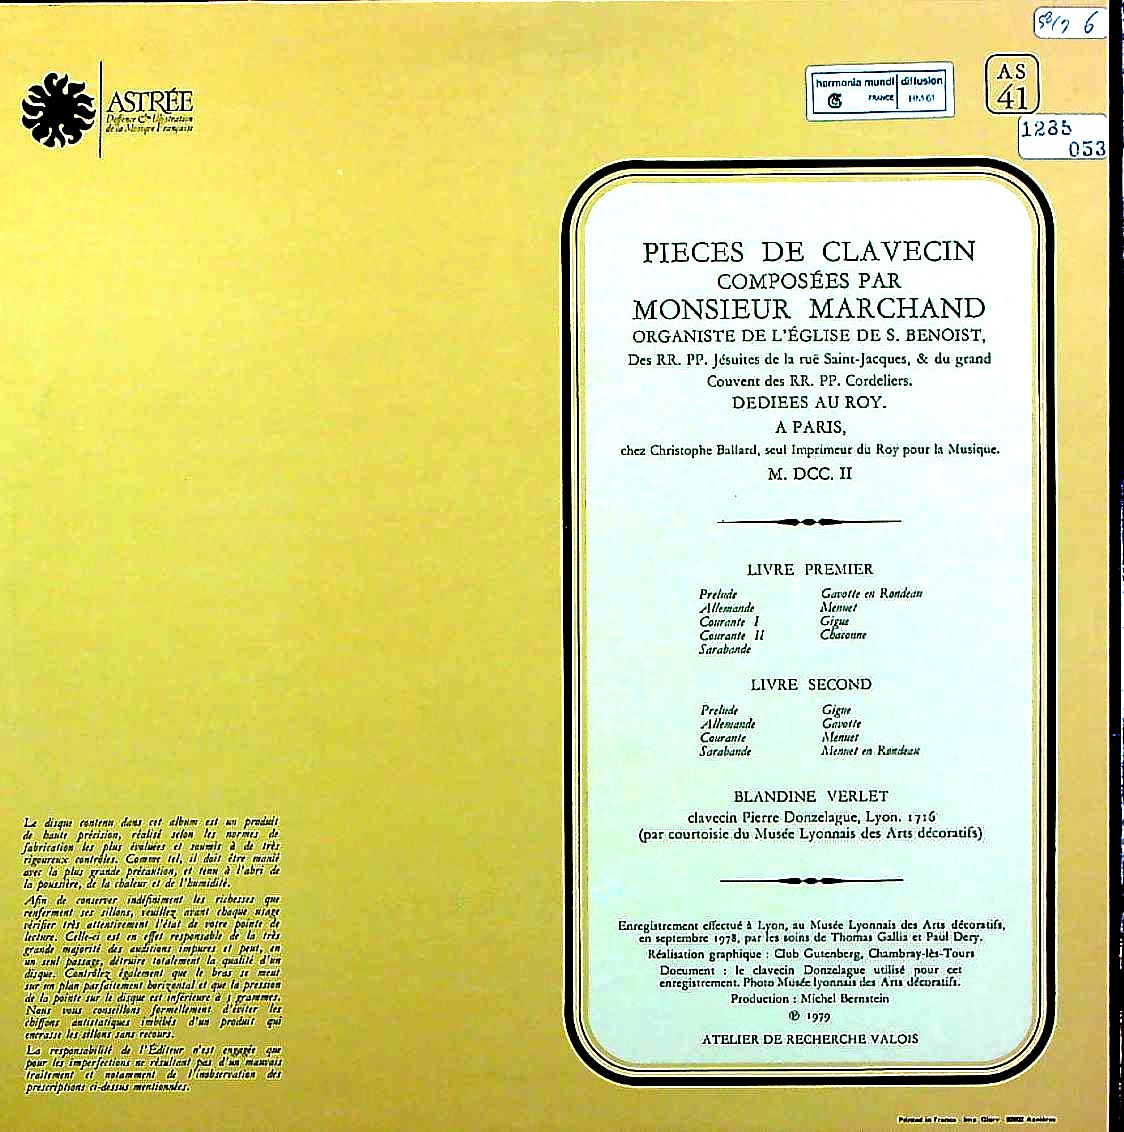 6
ASTRÉE
Deffence & Illustration
de la Musique Française
harmonia mundi diffusion
FRANCE HM 61
AS
41
1235
053
PIECES DE CLAVECIN
COMPOSÉES PAR
MONSIEUR MARCHAND
ORGANISTE DE L'ÉGLISE DE S. BENOIST,
Des RR. PP. Jésuites de la ruë Saint-Jacques, & du grand
Couvent des RR. PP. Cordeliers.
DEDIEES AU ROY.
A PARIS,
chez Christophe Ballard, seul Imprimeur du Roy pour la Musique.
M. DCC. II
LIVRE PREMIER
Prelude Gavotte en Rondeau
Allemande Menuet
Courante I Gigue
Courante II Chaconne
Sarabande
LIVRE SECOND
Prelude Gigue
Allemande Gavotte
Courante Menuet
Sarabande Menuet en Rondeau
BLANDINE VERLET
clavecin Pierre Donzelague, Lyon. 1716
(par courtoisie du Musée Lyonnais des Arts décoratifs)
Enregistrement effectué à Lyon, au Musée Lyonnais des Arts décoratifs,
en septembre 1978, par les soins de Thomas Gallia et Paul Dery.
Réalisation graphique : Club Gutenberg, Chambray-lès-Tours
Document : le clavecin Donzelague utilisé pour cet
enregistrement. Photo Musée lyonnais des Arts décoratifs.
Production : Michel Bernstein
℗ 1979
ATELIER DE RECHERCHE VALOIS
Le disque contenu dans cet album est un produit
de haute précision, réalisé selon les normes de
fabrication les plus évoluées et soumis à de très
rigoureux contrôles. Comme tel, il doit être manié
avec la plus grande précaution, et tenu à l'abri de
la poussière, de la chaleur et de l'humidité.
Afin de conserver indéfiniment les richesses que
renferment ses sillons, veuillez avant chaque usage
vérifier très attentivement l'état de votre pointe de
lecture. Celle-ci est en effet responsable de la très
grande majorité des auditions impures et peut, en
un seul passage, détruire totalement la qualité d'un
disque. Contrôlez également que le bras se meut
sur un plan parfaitement horizontal et que la pression
de la pointe sur le disque est inférieure à 3 grammes.
Nous vous conseillons formellement d'éviter les
chiffons antistatiques imbibés d'un produit qui
encrasse les sillons sans recours.
La responsabilité de l'Éditeur n'est engagée que
pour les imperfections ne résultant pas d'un mauvais
traitement et notamment de l'inobservation des
prescriptions ci-dessus mentionnées.
Printed in France - Imp. Glory - Asnières